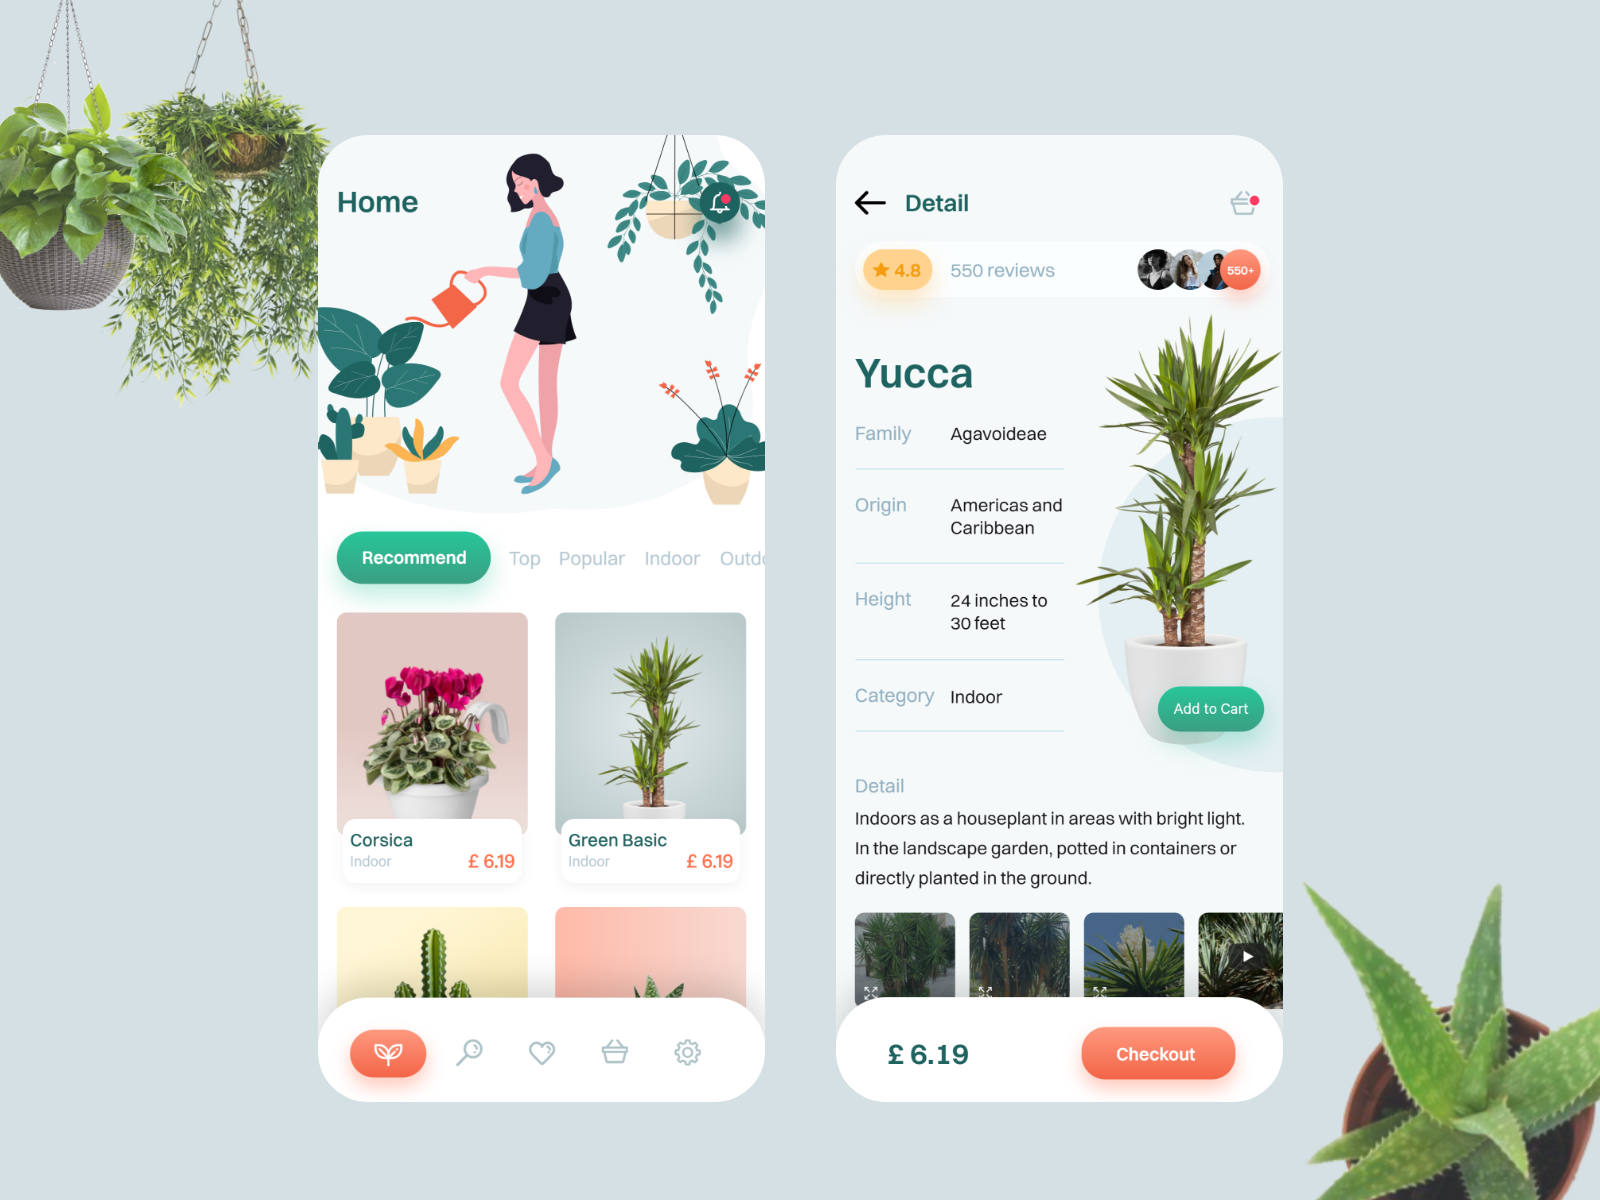 Home
Recommend
Top
Popular
Indoor
Outdo
Corsica
Indoor
£ 6.19
Green Basic
Indoor
£ 6.19
Detail
4.8
550 reviews
550+
Yucca
Family
Agavoideae
Origin
Americas and
Caribbean
Height
24 inches to
30 feet
Category
Indoor
Add to Cart
Detail
Indoors as a houseplant in areas with bright light.
In the landscape garden, potted in containers or
directly planted in the ground.
£ 6.19
Checkout